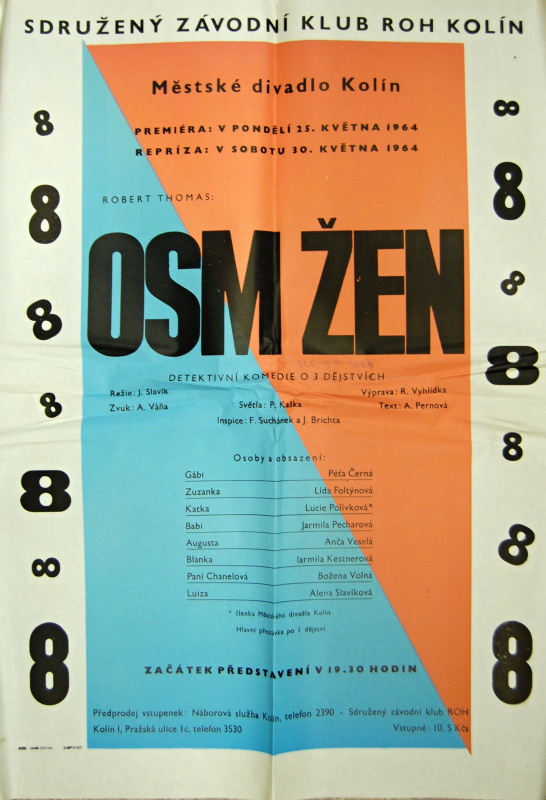 SDRUŽENÝ ZÁVODNÍ KLUB ROH KOLÍN
Městské divadlo Kolín
PREMIÉRA: V PONDĚLÍ 25. KVĚTNA 1964
REPRÍZA: V SOBOTU 30. KVĚTNA 1964
ROBERT THOMAS:
OSM ŽEN
DETEKTIVNÍ KOMEDIE O 3 DĚJSTVÍCH
Režie: J. Slavík Výprava: R. Vyhlídka
Zvuk: A. Váňa Světla: P. Kaška Text: A. Pernová
Inspice: F. Suchánek a J. Brichta
Osoby a obsazení:
Gábi Péťa Černá
Zuzanka Lída Foltýnová
Katka Lucie Polívková*
Babi Jarmila Pecharová
Augusta Anča Veselá
Blanka Jarmila Kestnerová
Paní Chanelová Božena Volná
Luiza Alena Slavíková
* členka Městského divadla Kolín
Hlavní přestávka po 1 dějství
ZAČÁTEK PŘEDSTAVENÍ V 19.30 HODIN
Předprodej vstupenek: Náborová služba Kolín, telefon 2390 - Sdružený závodní klub ROH
Kolín I, Pražská ulice 1c, telefon 3530 Vstupné: 10, 5 Kčs
8
8
8
8
8
8
8
8
8
8
8
8
8
8